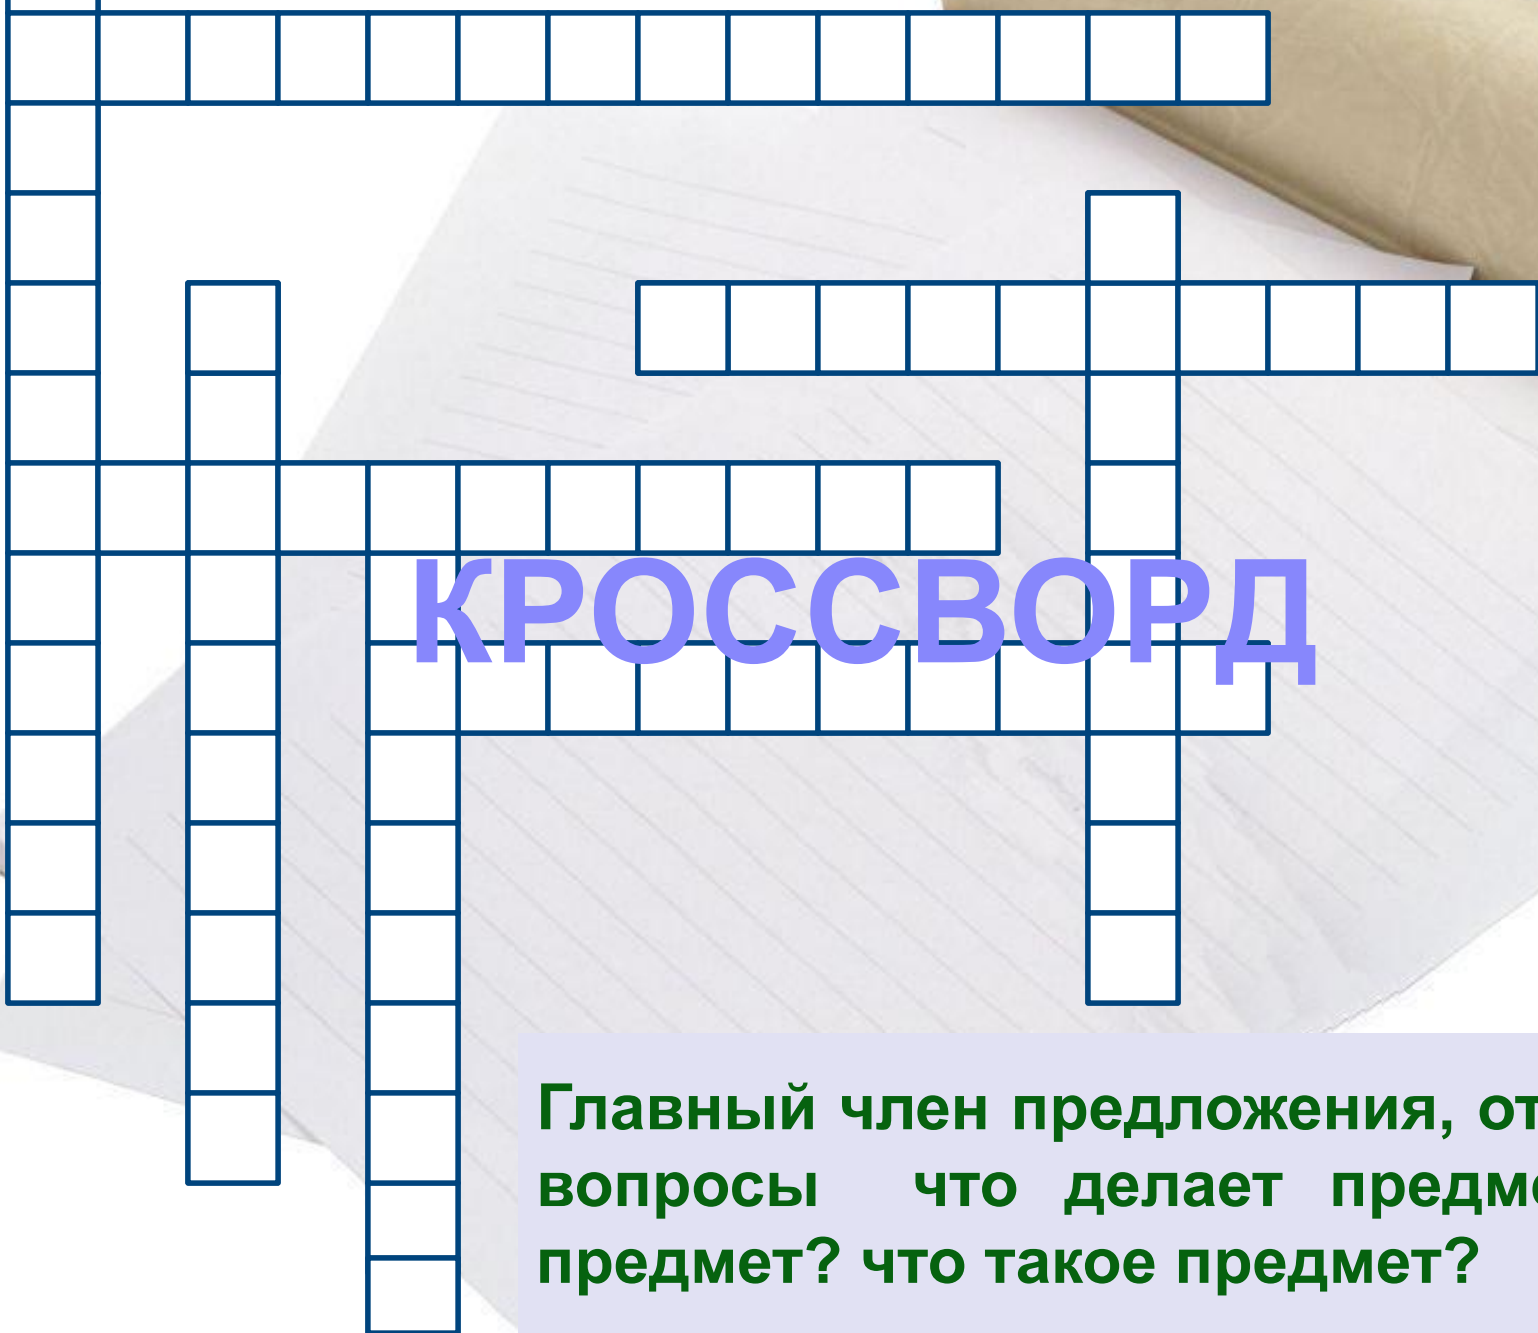 КРОССВОРД
Главный член предложения, от
вопросы что делает предм
предмет? что такое предмет?